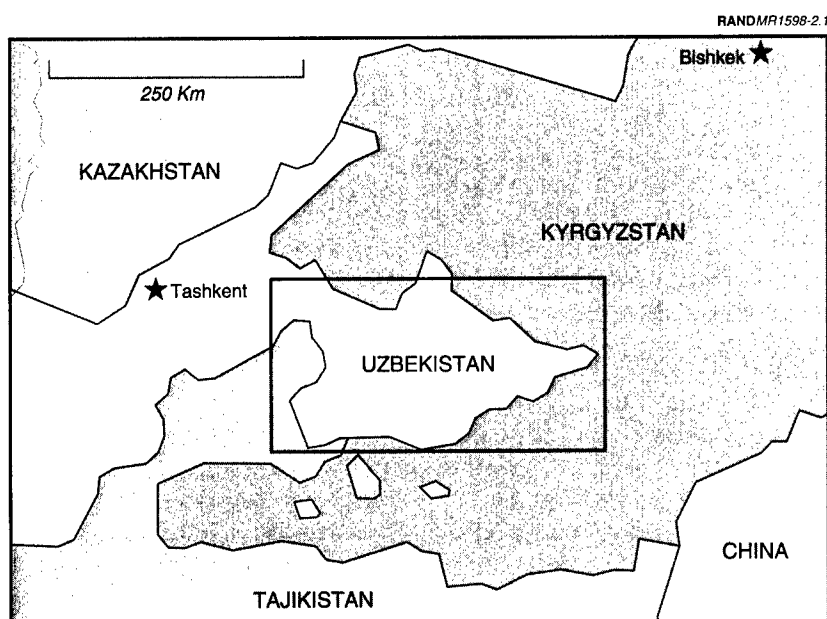 RANDMR1598-2.1
Bishkek
250 Km
KAZAKHSTAN
KYRGYZSTAN
Tashkent
UZBEKISTAN
CHINA
TAJIKISTAN